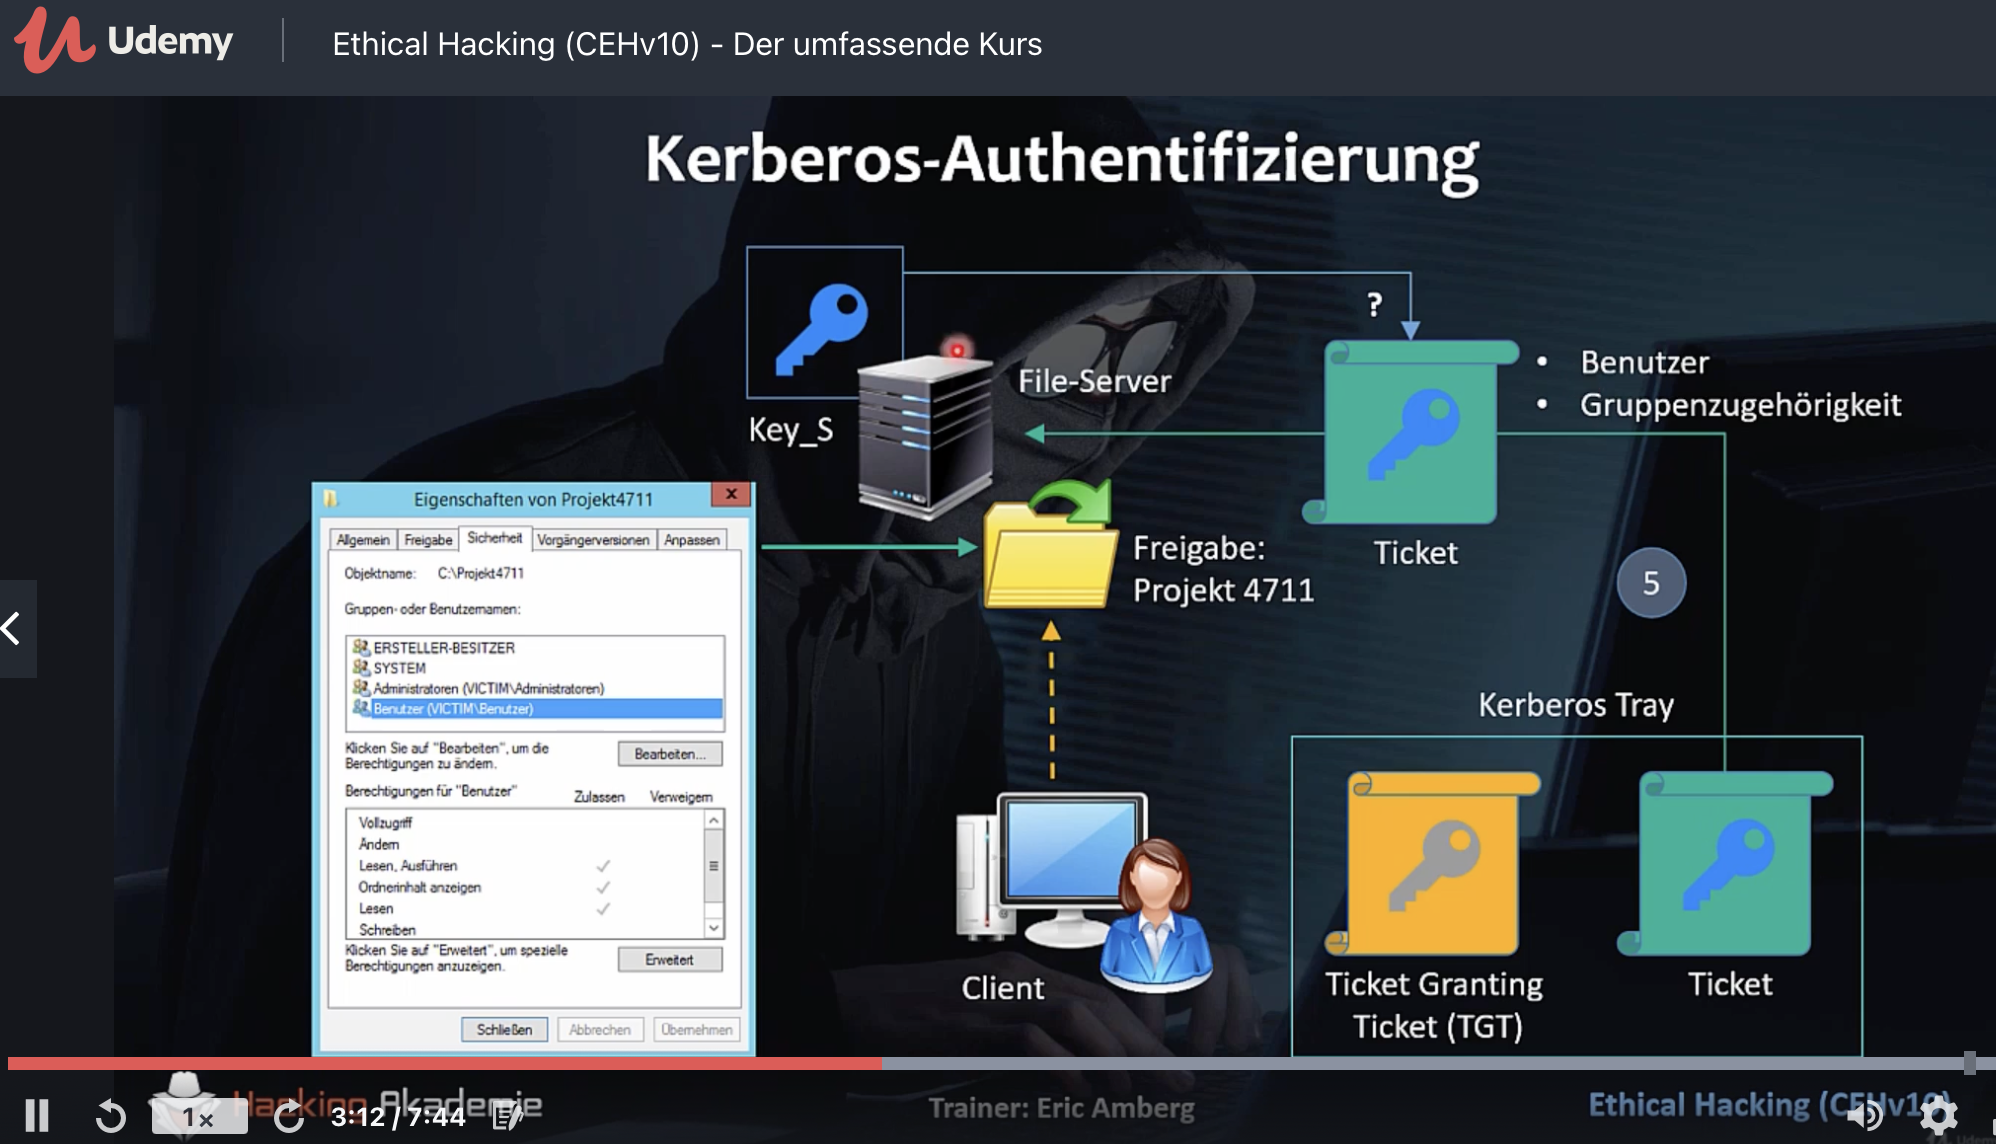 Udemy
Ethical Hacking (CEHv10) - Der umfassende Kurs
Kerberos-Authentifizierung
?
File-Server
Key_S
• Benutzer
• Gruppenzugehörigkeit
Ticket
5
Freigabe:
Projekt 4711
Eigenschaften von Projekt4711
x
Allgemein Freigabe Sicherheit Vorgängerversionen Anpassen
Objektname: C:\Projekt4711
Gruppen- oder Benutzernamen:
ERSTELLER-BESITZER
SYSTEM
Administratoren (VICTIM\Administratoren)
Benutzer (VICTIM\Benutzer)
Klicken Sie auf "Bearbeiten", um die
Berechtigungen zu ändern.
Bearbeiten...
Berechtigungen für "Benutzer" Zulassen Verweigern
Vollzugriff
Ändern
Lesen, Ausführen
Ordnerinhalt anzeigen
Lesen
Schreiben
Klicken Sie auf "Erweitert", um spezielle
Berechtigungen anzuzeigen.
Erweitert
Schließen Abbrechen Übernehmen
Client
Kerberos Tray
Ticket Granting
Ticket (TGT)
Ticket
Hacking Akademie
1x
3:12 / 7:44
Trainer: Eric Amberg
Ethical Hacking (CEHv10)